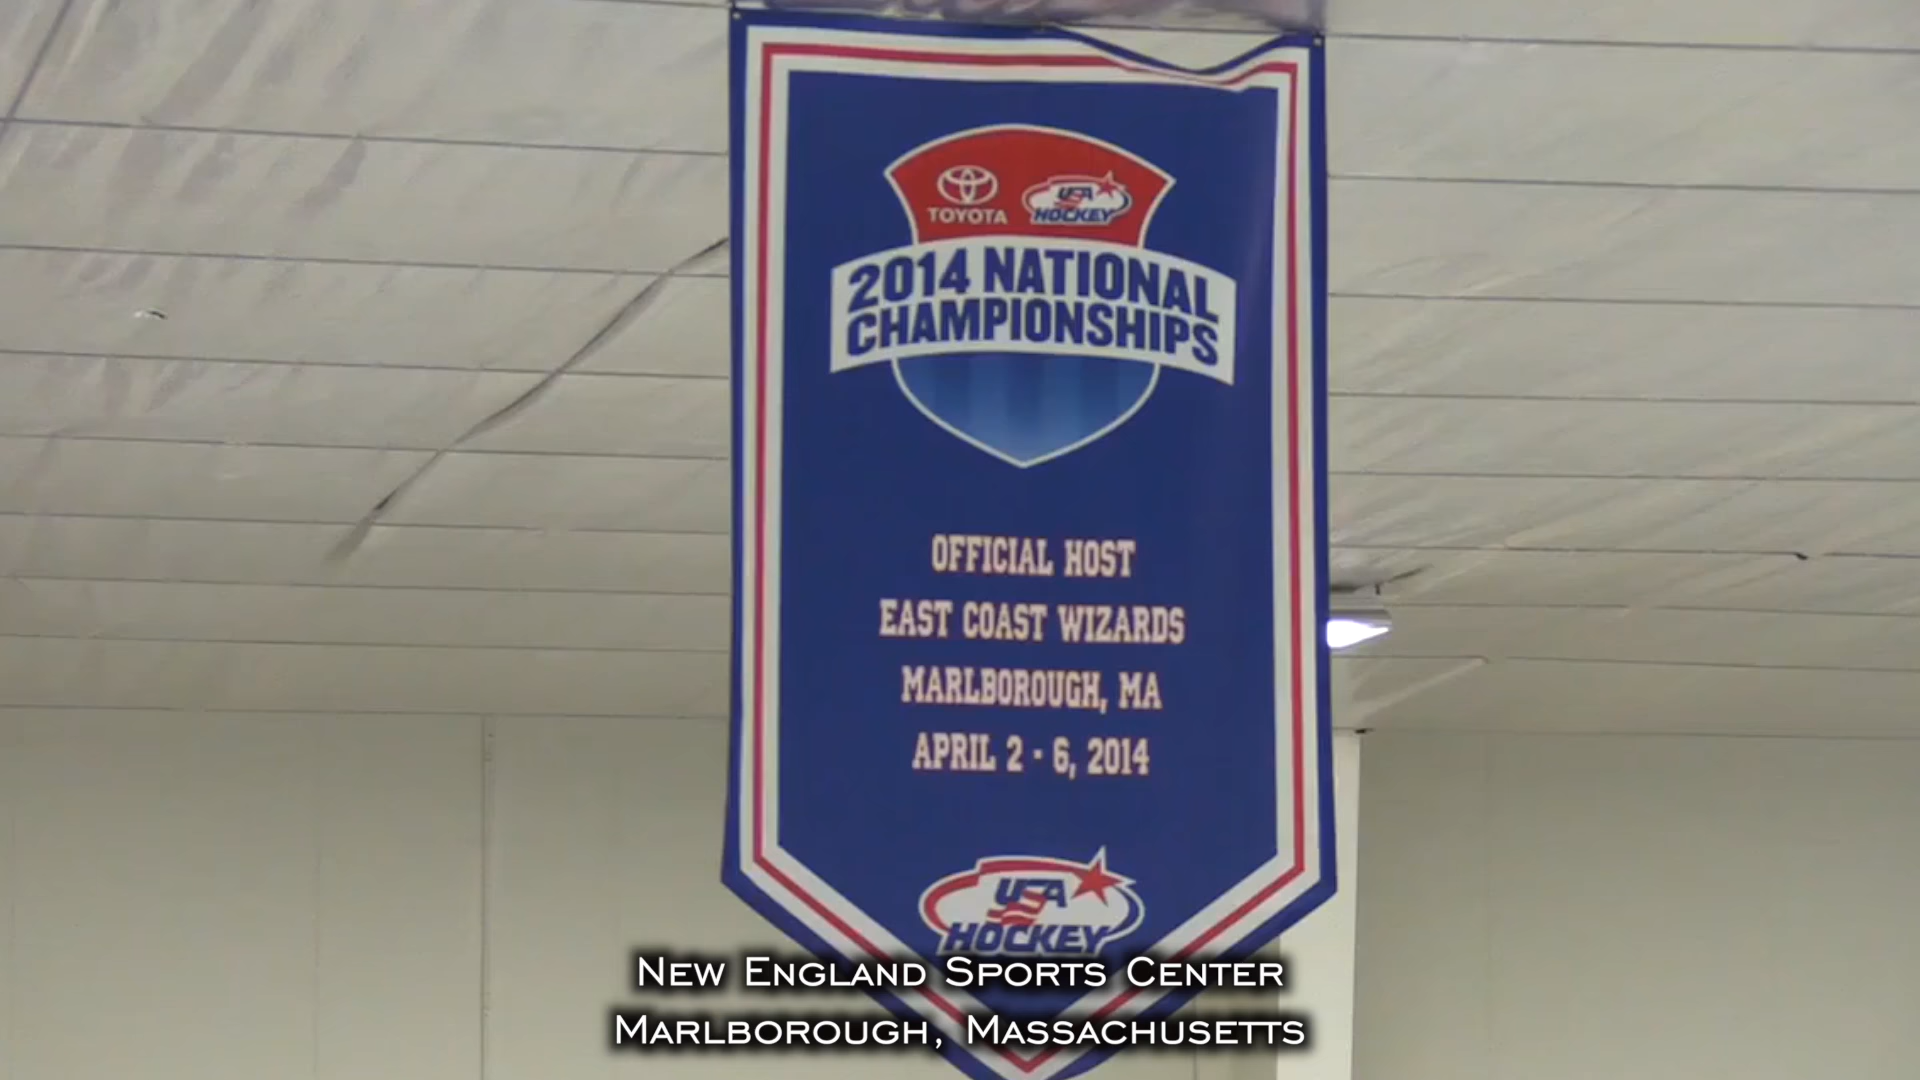 TOYOTA USA HOCKEY
2014 NATIONAL
CHAMPIONSHIPS
OFFICIAL HOST
EAST COAST WIZARDS
MARLBOROUGH, MA
APRIL 2 - 6, 2014
USA
HOCKEY
New England Sports Center
Marlborough, Massachusetts